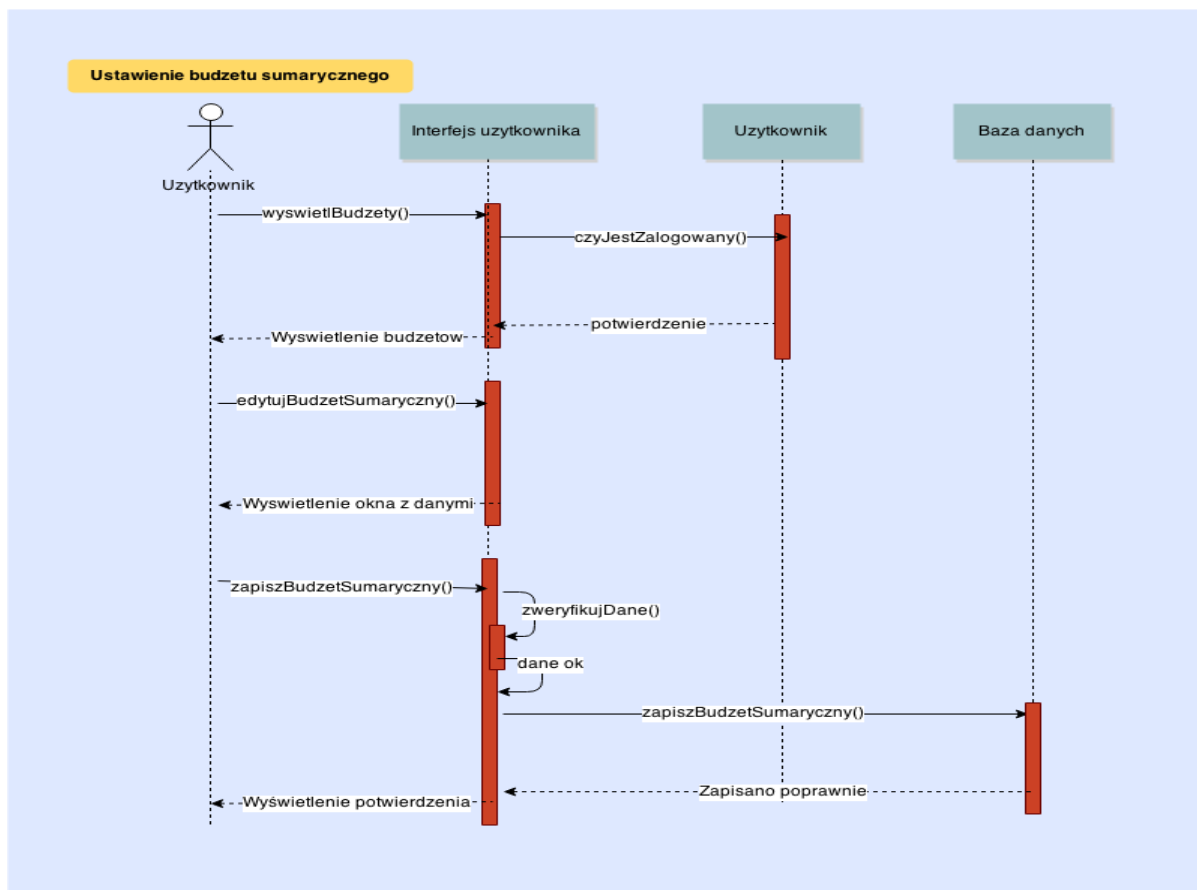 Ustawienie budzetu sumarycznego
Interfejs uzytkownika
Uzytkownik
Baza danych
Uzytkownik
wyswietlBudzety()
czyJestZalogowany()
potwierdzenie
Wyswietlenie budzetow
edytujBudzetSumaryczny()
Wyswietlenie okna z danymi
zapiszBudzetSumaryczny()
zweryfikujDane()
dane ok
zapiszBudzetSumaryczny()
Zapisano poprawnie
Wyświetlenie potwierdzenia